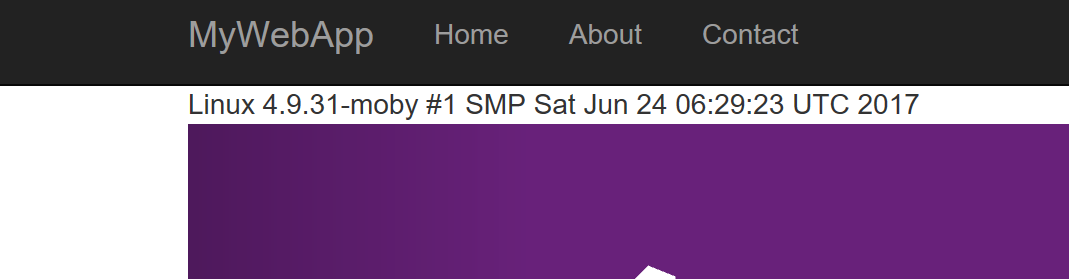 MyWebApp Home About Contact
Linux 4.9.31-moby #1 SMP Sat Jun 24 06:29:23 UTC 2017